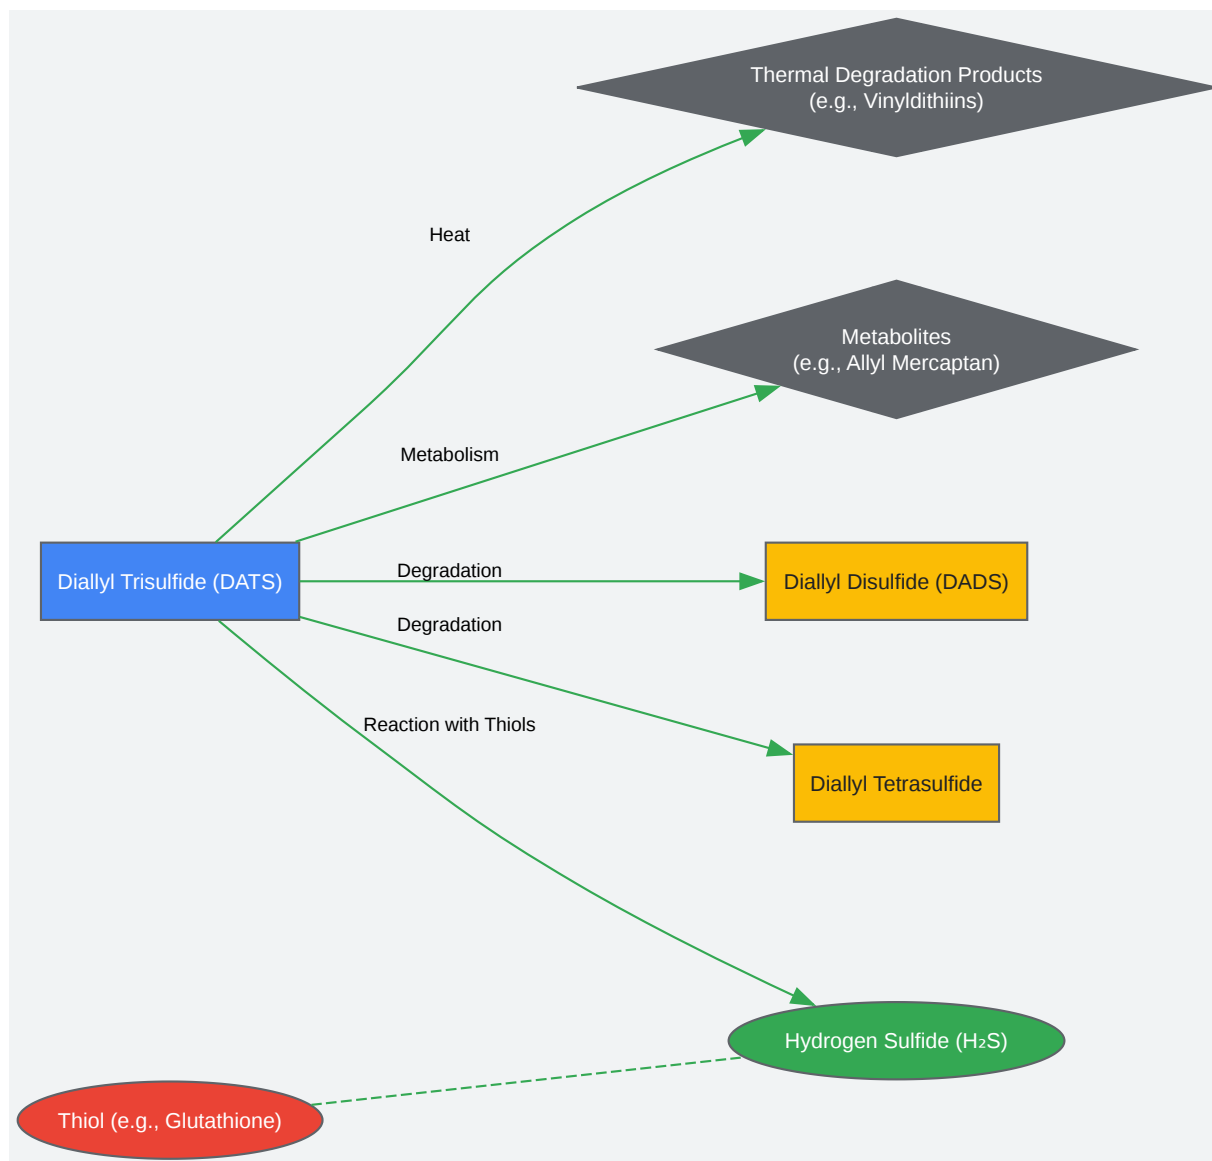 Thermal Degradation Products
(e.g., Vinyldithiins)
Heat
Metabolites
(e.g., Allyl Mercaptan)
Metabolism
Diallyl Trisulfide (DATS)
Degradation
Diallyl Disulfide (DADS)
Degradation
Reaction with Thiols
Diallyl Tetrasulfide
Hydrogen Sulfide (H₂S)
Thiol (e.g., Glutathione)